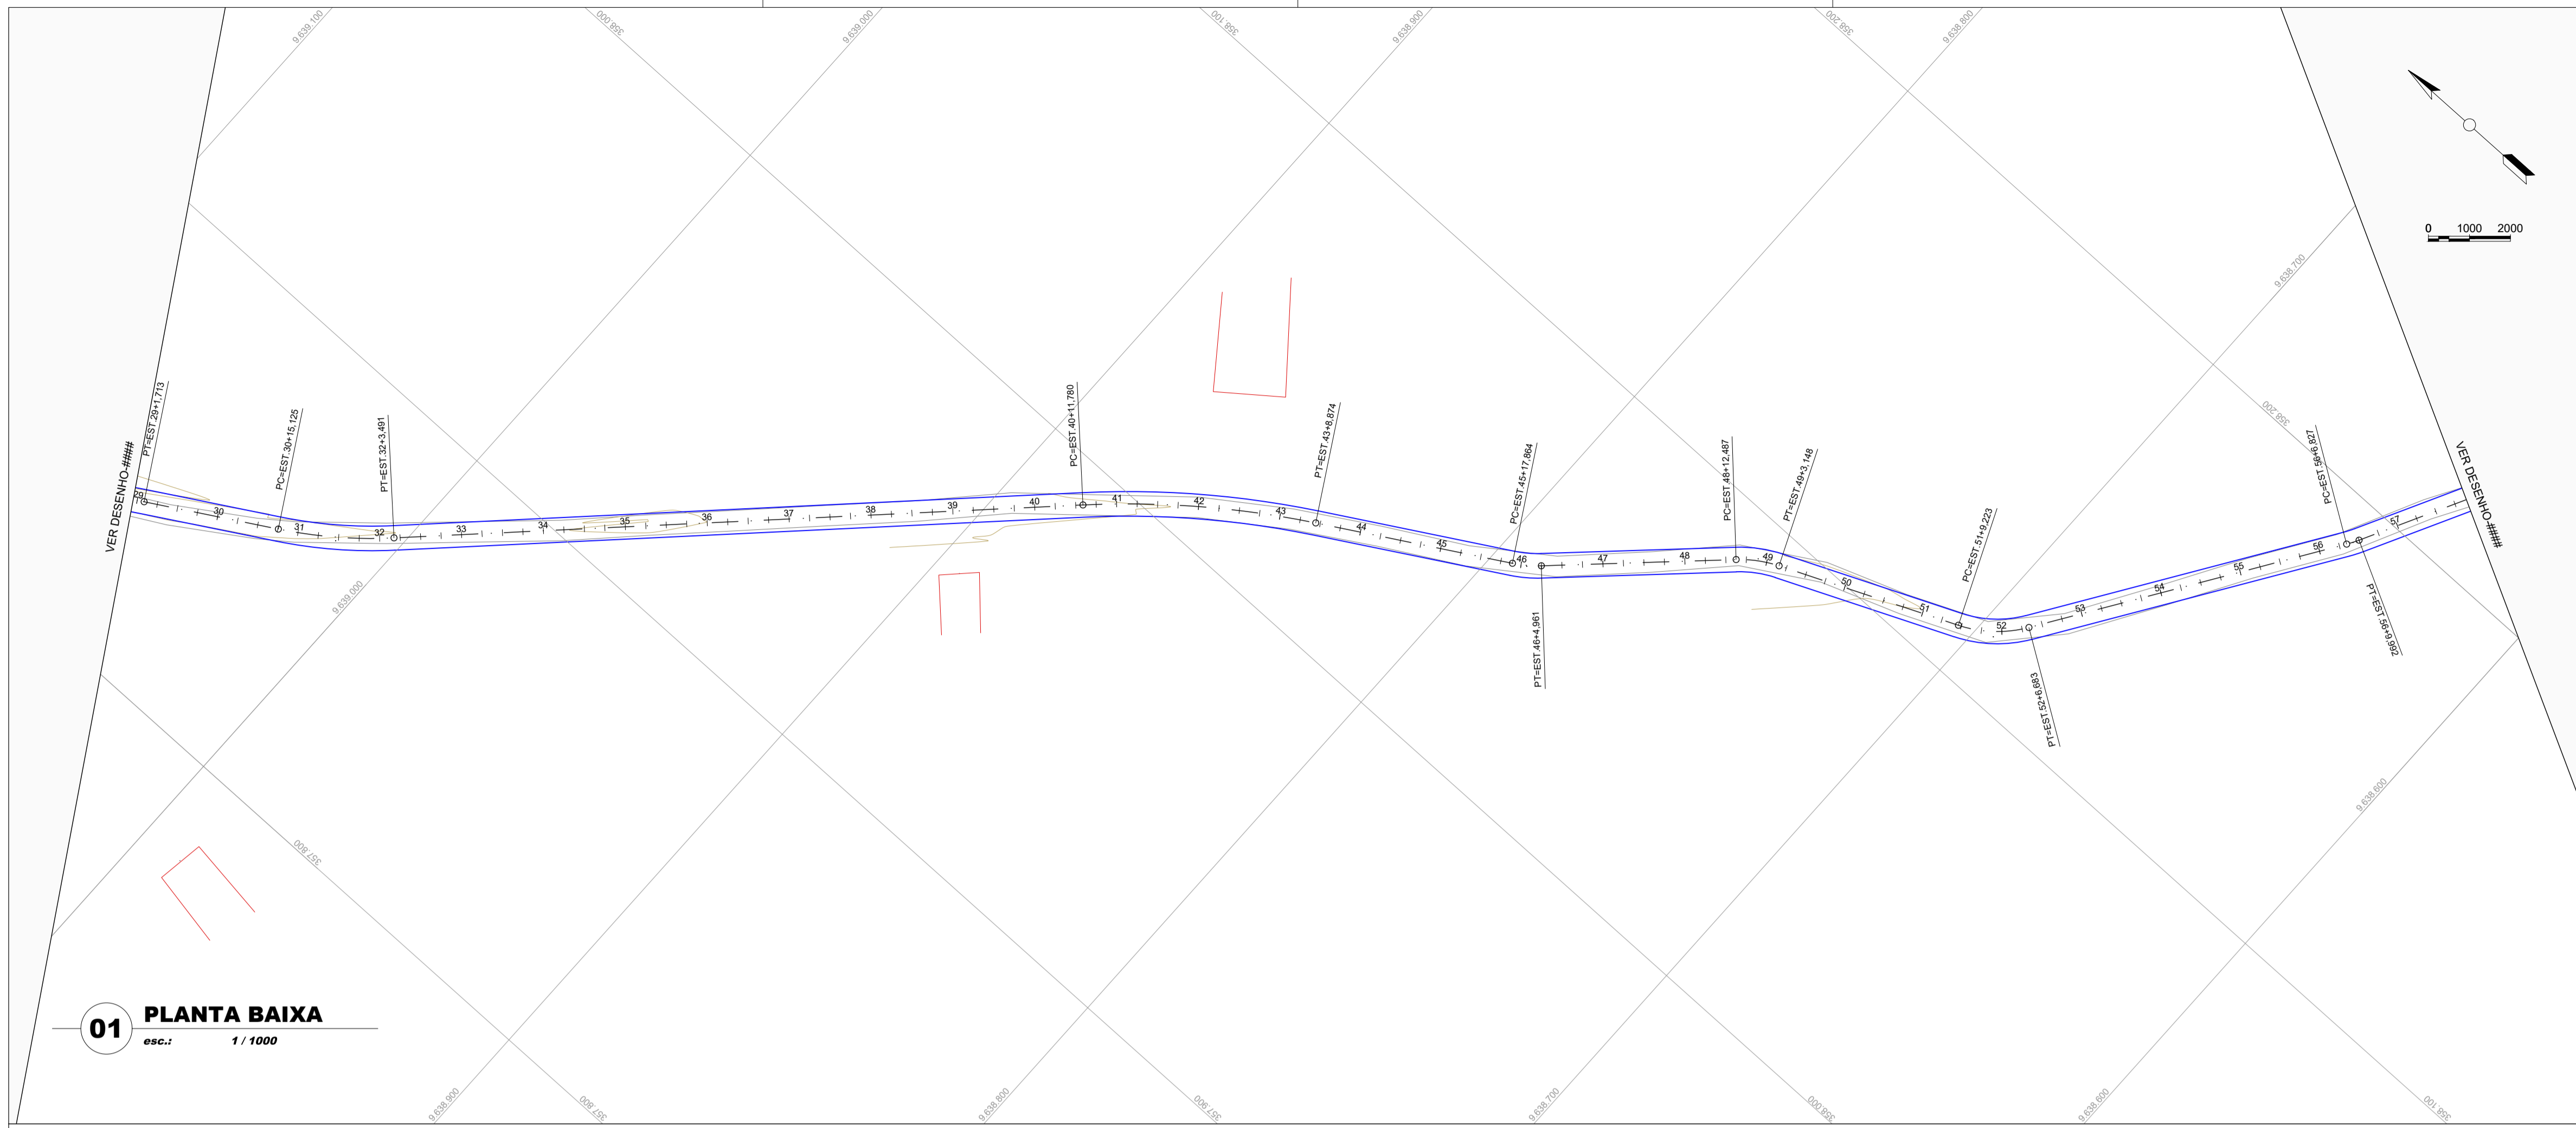 9.639.100
358.000
9.639.000
358.100
9.638.900
358.200
9.638.800
0 1000 2000
9.638.700
358.200
VER DESENHO-####
PT=EST.29+1,713
PC=EST.30+15,125
PT=EST.32+3,491
PC=EST.40+11,780
PT=EST.43+8,874
PC=EST.45+17,864
PT=EST.46+4,961
PC=EST.48+12,487
PT=EST.49+3,148
PC=EST.51+9,223
PT=EST.52+6,683
PC=EST.56+6,827
PT=EST.56+9,992
VER DESENHO-####
29 30 31 32 33 34 35 36 37 38 39 40 41 42 43 44 45 46 47 48 49 50 51 52 53 54 55 56 57
9.639.000
357.800
9.638.600
01
PLANTA BAIXA
esc.: 1 / 1000
9.638.900
357.800
9.638.800
357.900
9.638.700
358.000
9.638.600
358.100